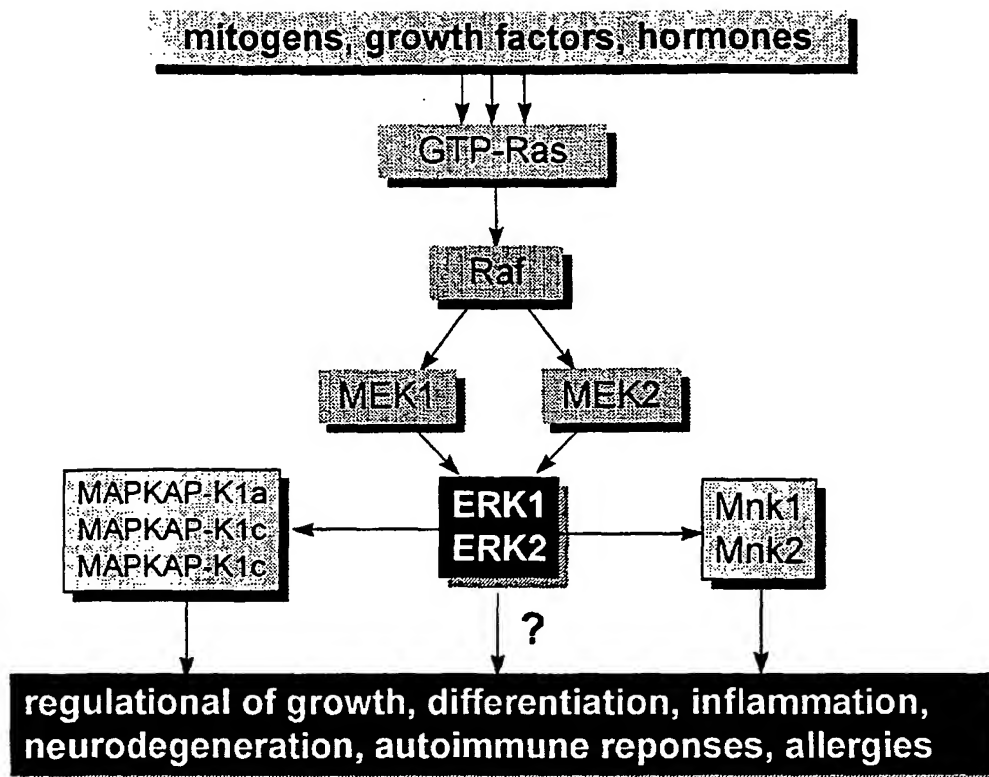 mitogens, growth factors, hormones
GTP-Ras
Raf
MEK1
MEK2
MAPKAP-K1a
MAPKAP-K1c
MAPKAP-K1c
ERK1
ERK2
Mnk1
Mnk2
?
regulational of growth, differentiation, inflammation,
neurodegeneration, autoimmune reponses, allergies